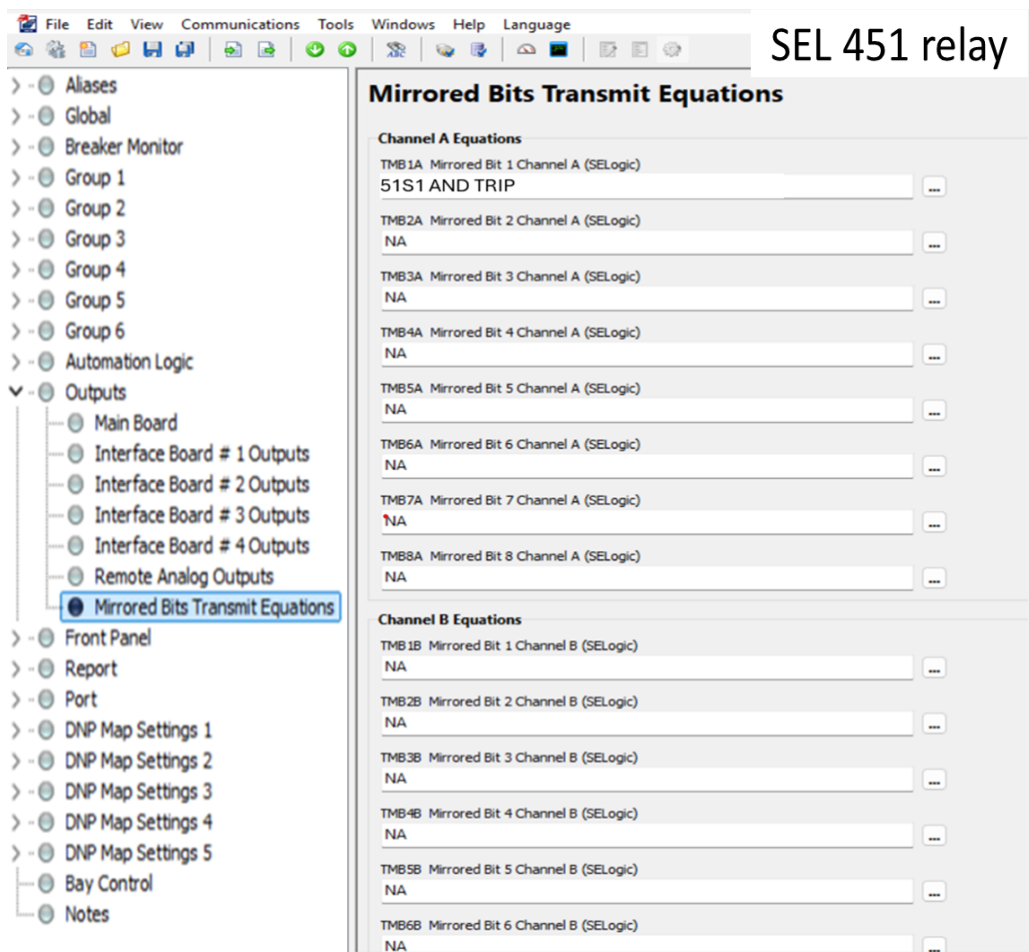 File Edit View Communications Tools Windows Help Language
SEL 451 relay
Aliases
Global
Breaker Monitor
Group 1
Group 2
Group 3
Group 4
Group 5
Group 6
Automation Logic
Outputs
Main Board
Interface Board # 1 Outputs
Interface Board # 2 Outputs
Interface Board # 3 Outputs
Interface Board # 4 Outputs
Remote Analog Outputs
Mirrored Bits Transmit Equations
Front Panel
Report
Port
DNP Map Settings 1
DNP Map Settings 2
DNP Map Settings 3
DNP Map Settings 4
DNP Map Settings 5
Bay Control
Notes
Mirrored Bits Transmit Equations
Channel A Equations
TMB1A Mirrored Bit 1 Channel A (SELogic)
51S1 AND TRIP
...
TMB2A Mirrored Bit 2 Channel A (SELogic)
NA
...
TMB3A Mirrored Bit 3 Channel A (SELogic)
NA
...
TMB4A Mirrored Bit 4 Channel A (SELogic)
NA
...
TMB5A Mirrored Bit 5 Channel A (SELogic)
NA
...
TMB6A Mirrored Bit 6 Channel A (SELogic)
NA
...
TMB7A Mirrored Bit 7 Channel A (SELogic)
NA
...
TMB8A Mirrored Bit 8 Channel A (SELogic)
NA
...
Channel B Equations
TMB1B Mirrored Bit 1 Channel B (SELogic)
NA
...
TMB2B Mirrored Bit 2 Channel B (SELogic)
NA
...
TMB3B Mirrored Bit 3 Channel B (SELogic)
NA
...
TMB4B Mirrored Bit 4 Channel B (SELogic)
NA
...
TMB5B Mirrored Bit 5 Channel B (SELogic)
NA
...
TMB6B Mirrored Bit 6 Channel B (SELogic)
NA
...